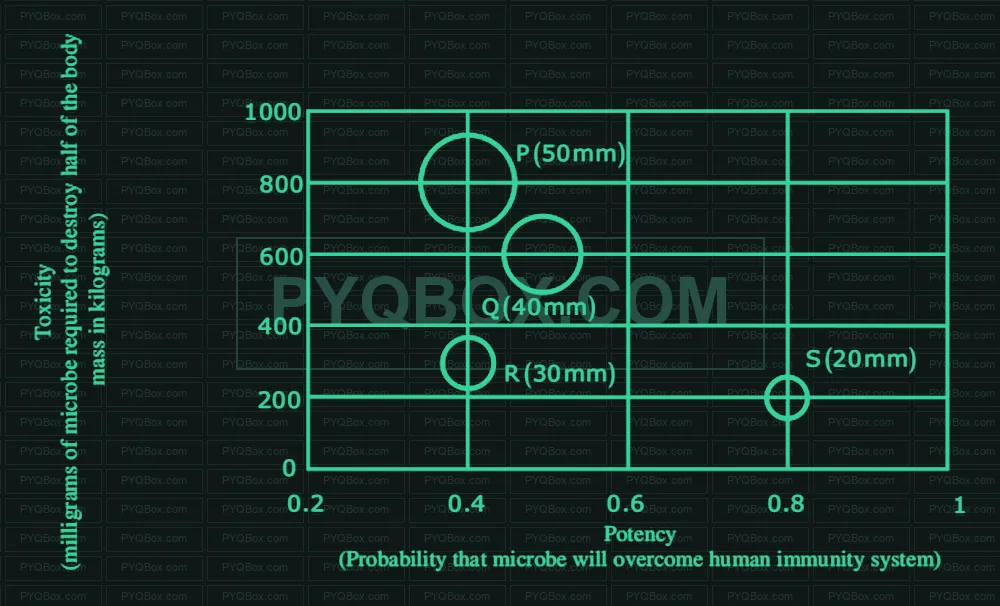 Toxicity
(milligrams of microbe required to destroy half of the body
mass in kilograms)
1000
800
600
400
200
0
P(50mm)
Q(40mm)
R(30mm)
S(20mm)
0.2 0.4 0.6 0.8 1
Potency
(Probability that microbe will overcome human immunity system)
PYQBOX.COM
PYQBox.com